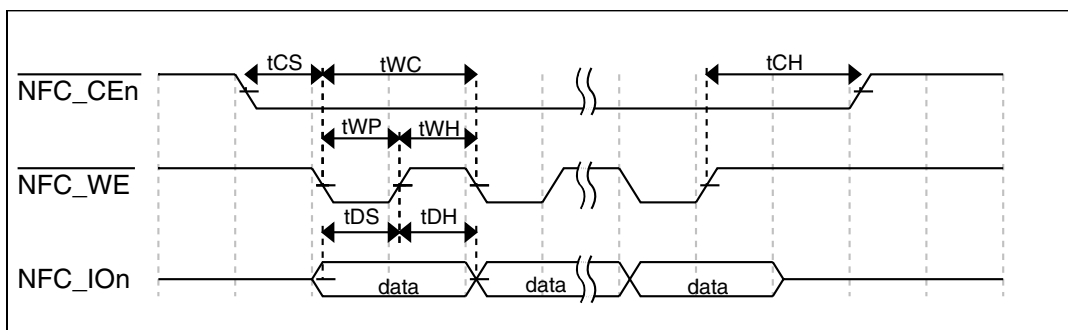 tCS tWC tCH
NFC_CEn
tWP tWH
NFC_WE
tDS tDH
NFC_IOn data data data